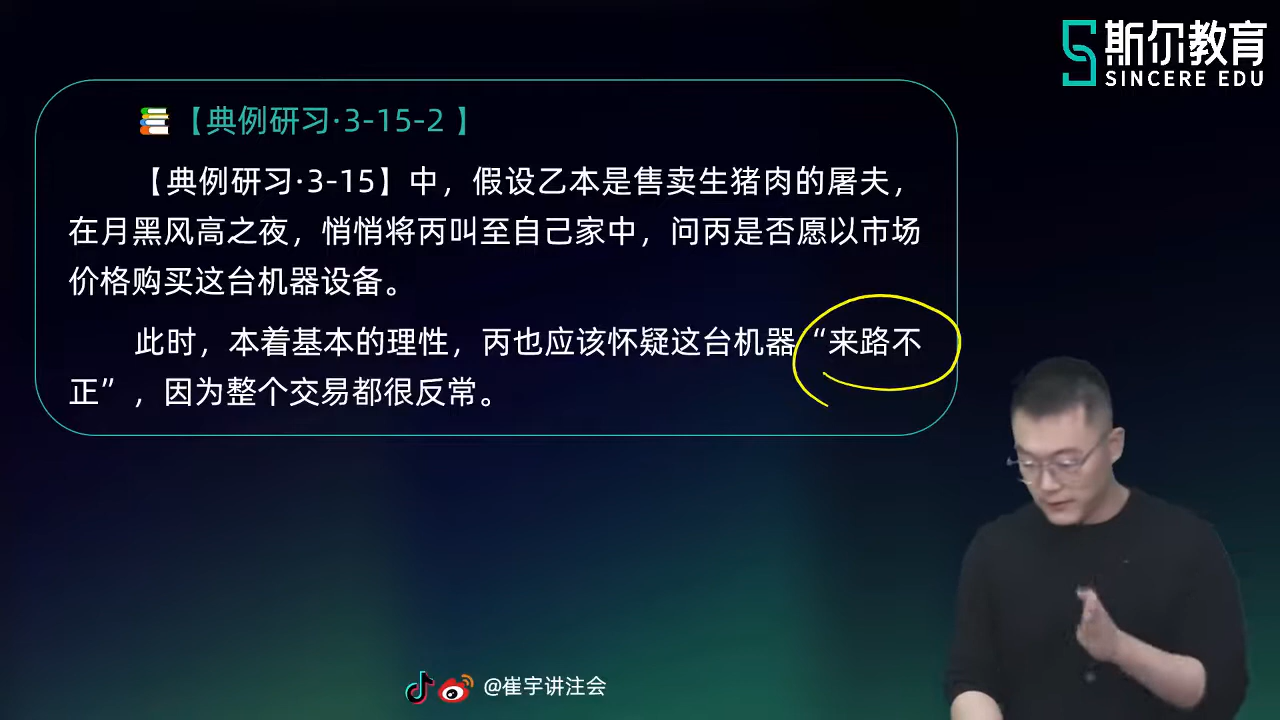 斯尔教育
SINCERE EDU
【典例研习·3-15-2 】
【典例研习·3-15】中，假设乙本是售卖生猪肉的屠夫，
在月黑风高之夜，悄悄将丙叫至自己家中，问丙是否愿以市场
价格购买这台机器设备。
此时，本着基本的理性，丙也应该怀疑这台机器“来路不
正”，因为整个交易都很反常。
@崔宇讲注会